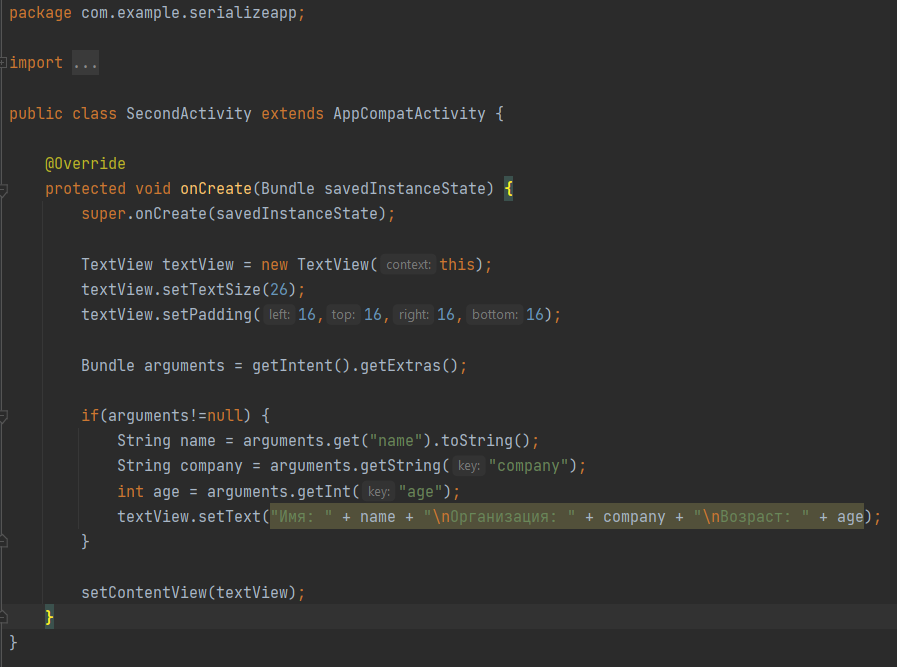 package com.example.serializeapp;
import ...
public class SecondActivity extends AppCompatActivity {
@Override
protected void onCreate(Bundle savedInstanceState) {
super.onCreate(savedInstanceState);
TextView textView = new TextView( context: this);
textView.setTextSize(26);
textView.setPadding( left: 16, top: 16, right: 16, bottom: 16);
Bundle arguments = getIntent().getExtras();
if(arguments!=null) {
String name = arguments.get("name").toString();
String company = arguments.getString( key: "company");
int age = arguments.getInt( key: "age");
textView.setText("Имя: " + name + "\nОрганизация: " + company + "\nВозраст: " + age);
}
setContentView(textView);
}
}